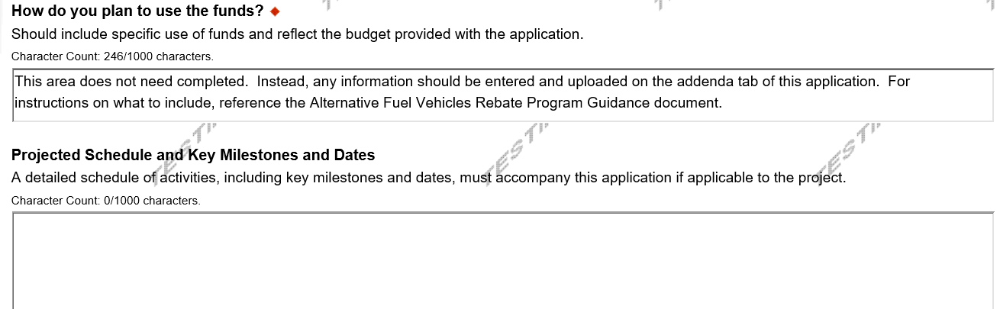 How do you plan to use the funds?
Should include specific use of funds and reflect the budget provided with the application.
Character Count: 246/1000 characters.
This area does not need completed.  Instead, any information should be entered and uploaded on the addenda tab of this application.  For
instructions on what to include, reference the Alternative Fuel Vehicles Rebate Program Guidance document.
Projected Schedule and Key Milestones and Dates
A detailed schedule of activities, including key milestones and dates, must accompany this application if applicable to the project.
Character Count: 0/1000 characters.